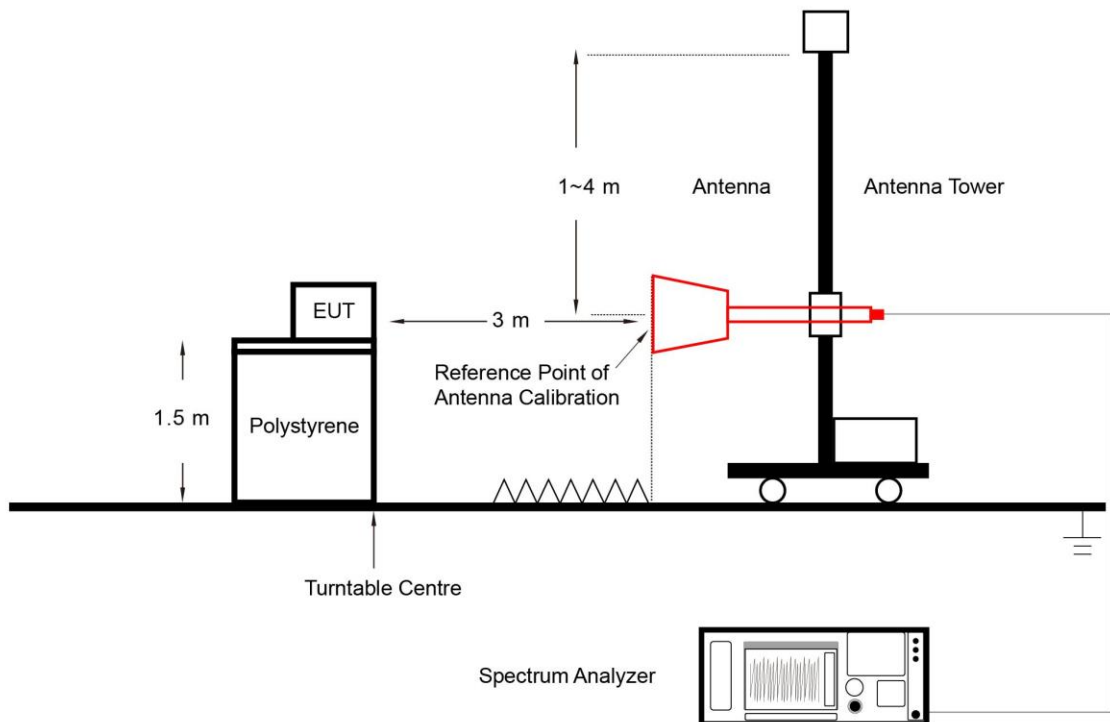 1~4 m
Antenna
Antenna Tower
EUT
3 m
Reference Point of
Antenna Calibration
1.5 m
Polystyrene
Turntable Centre
Spectrum Analyzer